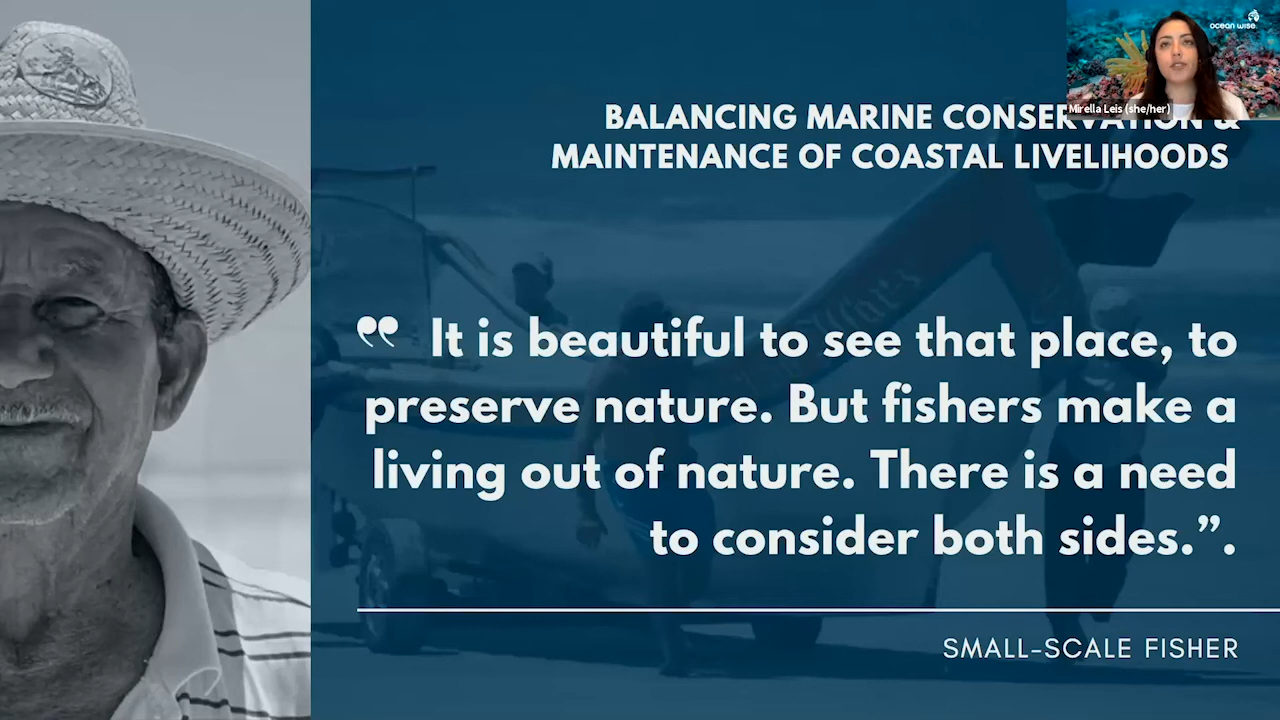 ocean wise
Mirella Leis (she/her)
BALANCING MARINE CONSERVATION &
MAINTENANCE OF COASTAL LIVELIHOODS
“ It is beautiful to see that place, to
preserve nature. But fishers make a
living out of nature. There is a need
to consider both sides.”.
SMALL-SCALE FISHER